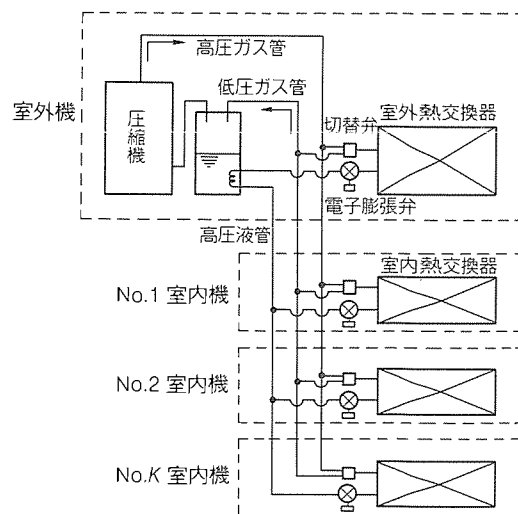 高圧ガス管
低圧ガス管
室外機
圧縮機
切替弁
室外熱交換器
電子膨張弁
高圧液管
室内熱交換器
No.1 室内機
No.2 室内機
No.K 室内機